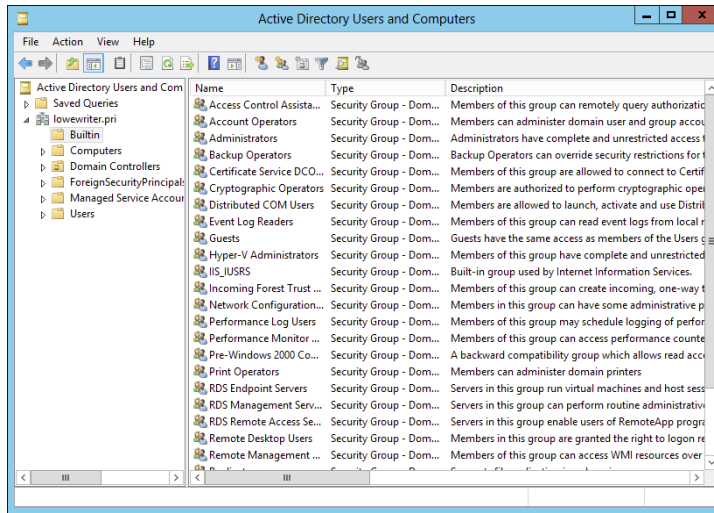 Active Directory Users and Computers
File Action View Help
Active Directory Users and Com
Saved Queries
lowewriter.pri
Builtin
Computers
Domain Controllers
ForeignSecurityPrincipals
Managed Service Accour
Users
Name Type Description
Access Control Assista... Security Group - Dom... Members of this group can remotely query authorizatic
Account Operators Security Group - Dom... Members can administer domain user and group accou
Administrators Security Group - Dom... Administrators have complete and unrestricted access t
Backup Operators Security Group - Dom... Backup Operators can override security restrictions for t
Certificate Service DCO... Security Group - Dom... Members of this group are allowed to connect to Certif
Cryptographic Operators Security Group - Dom... Members are authorized to perform cryptographic oper
Distributed COM Users Security Group - Dom... Members are allowed to launch, activate and use Distril
Event Log Readers Security Group - Dom... Members of this group can read event logs from local r
Guests Security Group - Dom... Guests have the same access as members of the Users g
Hyper-V Administrators Security Group - Dom... Members of this group have complete and unrestricted
IIS_IUSRS Security Group - Dom... Built-in group used by Internet Information Services.
Incoming Forest Trust ... Security Group - Dom... Members of this group can create incoming, one-way t
Network Configuration... Security Group - Dom... Members in this group can have some administrative p
Performance Log Users Security Group - Dom... Members of this group may schedule logging of perfor
Performance Monitor ... Security Group - Dom... Members of this group can access performance counte
Pre-Windows 2000 Co... Security Group - Dom... A backward compatibility group which allows read acc
Print Operators Security Group - Dom... Members can administer domain printers
RDS Endpoint Servers Security Group - Dom... Servers in this group run virtual machines and host sess
RDS Management Serv... Security Group - Dom... Servers in this group can perform routine administrativ
RDS Remote Access Se... Security Group - Dom... Servers in this group enable users of RemoteApp progra
Remote Desktop Users Security Group - Dom... Members in this group are granted the right to logon re
Remote Management ... Security Group - Dom... Members of this group can access WMI resources over